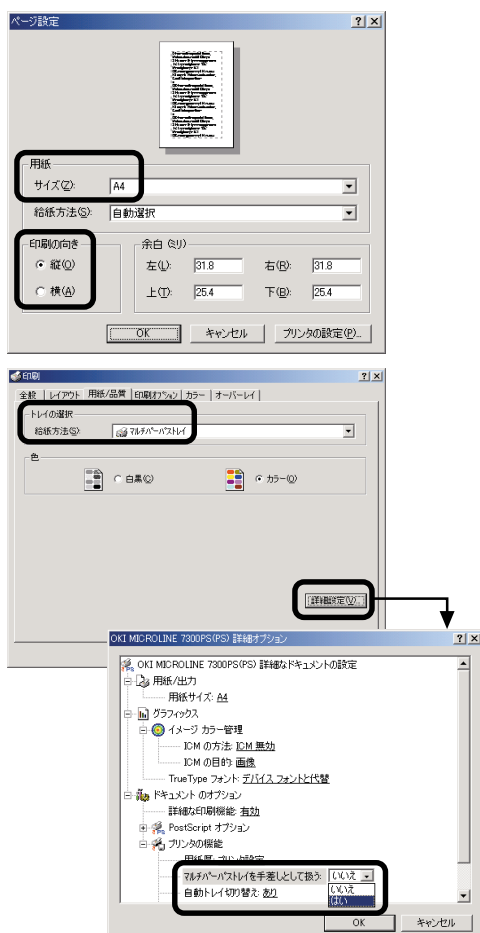 ページ設定
用紙
サイズ(Z): A4
給紙方法(S): 自動選択
印刷の向き
縦(O)
横(A)
余白 (ミリ)
左(L): 31.8 右(R): 31.8
上(T): 25.4 下(B): 25.4
OK キャンセル プリンタの設定(P)...
印刷
全般 レイアウト 用紙/品質 印刷オプション カラー オーバーレイ
トレイの選択
給紙方法(S): マルチパーパストレイ
色
白黒(C) カラー(O)
詳細設定(V)...
OKI MICROLINE 7300PS(PS) 詳細オプション
OKI MICROLINE 7300PS(PS) 詳細なドキュメントの設定
用紙/出力
用紙サイズ: A4
グラフィックス
イメージ カラー管理
ICM の方法: ICM 無効
ICM の目的: 画像
TrueType フォント: デバイス フォントと代替
ドキュメント のオプション
詳細な印刷機能: 有効
PostScript オプション
プリンタの機能
マルチパーパストレイを手差しとして扱う: いいえ
いいえ
自動トレイ切り替え: あり
はい
OK キャンセル